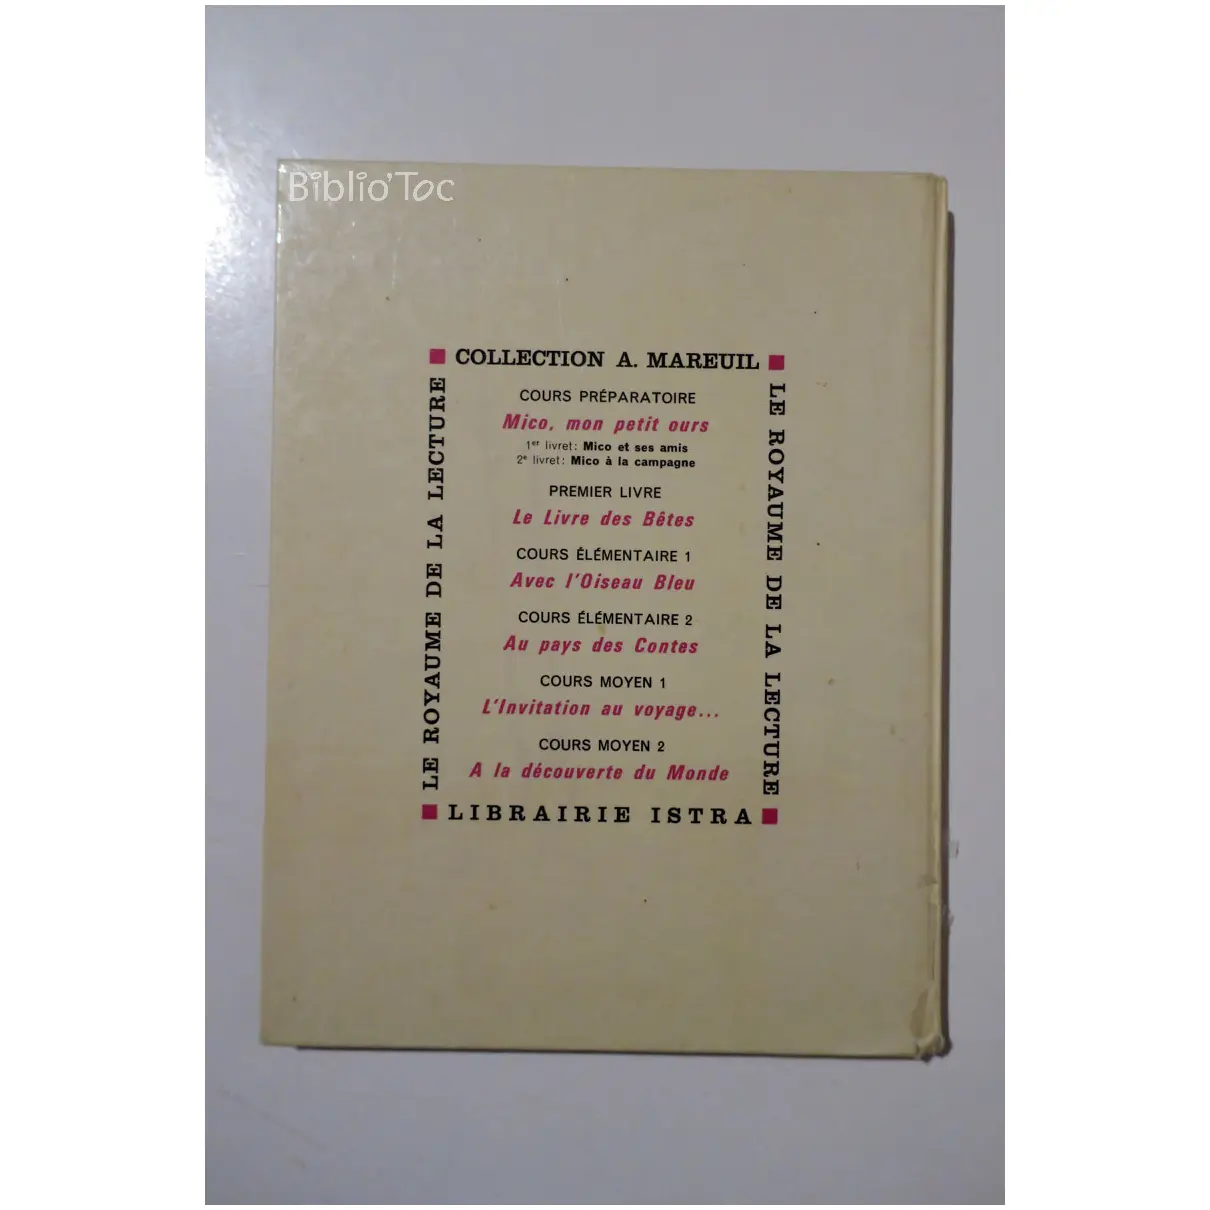 Biblio'Toc
COLLECTION A. MAREUIL
LE ROYAUME DE LA LECTURE
COURS PRÉPARATOIRE
Mico, mon petit ours
1er livret: Mico et ses amis
2e livret: Mico à la campagne
PREMIER LIVRE
Le Livre des Bêtes
COURS ÉLÉMENTAIRE 1
Avec l'Oiseau Bleu
COURS ÉLÉMENTAIRE 2
Au pays des Contes
COURS MOYEN 1
L'Invitation au voyage...
COURS MOYEN 2
A la découverte du Monde
LE ROYAUME DE LA LECTURE
LIBRAIRIE ISTRA